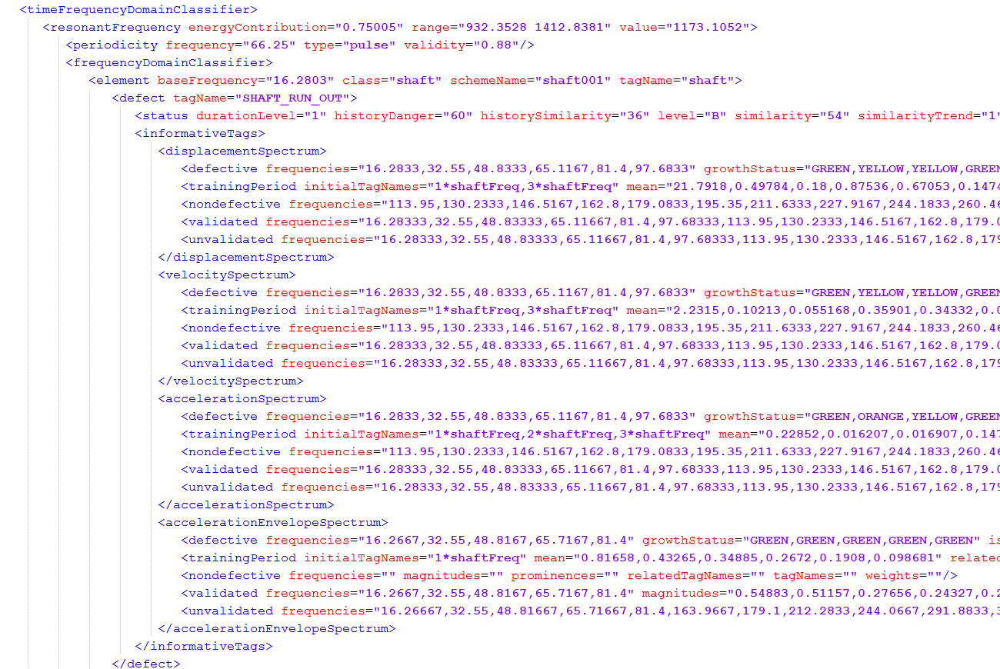 <timeFrequencyDomainClassifier>
<resonantFrequency energyContribution="0.75005" range="932.3528 1412.8381" value="1173.1052">
<periodicity frequency="66.25" type="pulse" validity="0.88"/>
<frequencyDomainClassifier>
<element baseFrequency="16.2803" class="shaft" schemeName="shaft001" tagName="shaft">
<defect tagName="SHAFT_RUN_OUT">
<status durationLevel="1" historyDanger="60" historySimilarity="36" level="B" similarity="54" similarityTrend="1"
<informativeTags>
<displacementSpectrum>
<defective frequencies="16.2833,32.55,48.8333,65.1167,81.4,97.6833" growthStatus="GREEN,YELLOW,YELLOW,GREEN
<trainingPeriod initialTagNames="1*shaftFreq,3*shaftFreq" mean="21.7918,0.49784,0.18,0.87536,0.67053,0.1474
<nondefective frequencies="113.95,130.2333,146.5167,162.8,179.0833,195.35,211.6333,227.9167,244.1833,260.46
<validated frequencies="16.28333,32.55,48.83333,65.11667,81.4,97.68333,113.95,130.2333,146.5167,162.8,179.0
<unvalidated frequencies="16.28333,32.55,48.83333,65.11667,81.4,97.68333,113.95,130.2333,146.5167,162.8,179
</displacementSpectrum>
<velocitySpectrum>
<defective frequencies="16.2833,32.55,48.8333,65.1167,81.4,97.6833" growthStatus="GREEN,YELLOW,YELLOW,GREEN
<trainingPeriod initialTagNames="1*shaftFreq,3*shaftFreq" mean="2.2315,0.10213,0.055168,0.35901,0.34332,0.0
<nondefective frequencies="113.95,130.2333,146.5167,162.8,179.0833,195.35,211.6333,227.9167,244.1833,260.46
<validated frequencies="16.28333,32.55,48.83333,65.11667,81.4,97.68333,113.95,130.2333,146.5167,162.8,179.0
<unvalidated frequencies="16.28333,32.55,48.83333,65.11667,81.4,97.68333,113.95,130.2333,146.5167,162.8,179
</velocitySpectrum>
<accelerationSpectrum>
<defective frequencies="16.2833,32.55,48.8333,65.1167,81.4,97.6833" growthStatus="GREEN,ORANGE,YELLOW,GREEN
<trainingPeriod initialTagNames="1*shaftFreq,2*shaftFreq,3*shaftFreq" mean="0.22852,0.016207,0.016907,0.147
<nondefective frequencies="113.95,130.2333,146.5167,162.8,179.0833,195.35,211.6333,227.9167,244.1833,260.46
<validated frequencies="16.28333,32.55,48.83333,65.11667,81.4,97.68333,113.95,130.2333,146.5167,162.8,179.0
<unvalidated frequencies="16.28333,32.55,48.83333,65.11667,81.4,97.68333,113.95,130.2333,146.5167,162.8,179
</accelerationSpectrum>
<accelerationEnvelopeSpectrum>
<defective frequencies="16.2667,32.55,48.8167,65.7167,81.4" growthStatus="GREEN,GREEN,GREEN,GREEN,GREEN" is
<trainingPeriod initialTagNames="1*shaftFreq" mean="0.81658,0.43265,0.34885,0.2672,0.1908,0.098681" related
<nondefective frequencies="" magnitudes="" prominences="" relatedTagNames="" tagNames="" weights=""/>
<validated frequencies="16.2667,32.55,48.8167,65.7167,81.4" magnitudes="0.54883,0.51157,0.27656,0.24327,0.2
<unvalidated frequencies="16.26667,32.55,48.81667,65.71667,81.4,163.9667,179.1,212.2833,244.0667,291.8833,3
</accelerationEnvelopeSpectrum>
</informativeTags>
</defect>